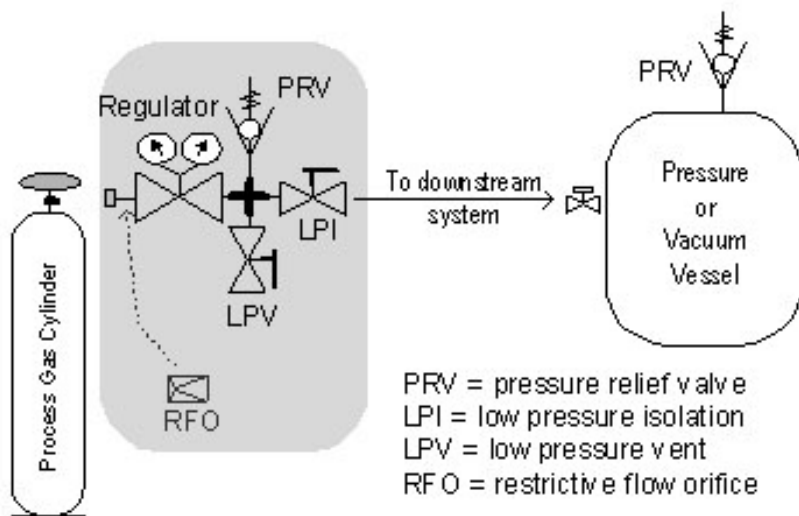 PRV
Regulator
LPI
LPV
RFO
Process Gas Cylinder
To downstream
system
PRV
Pressure
or
Vacuum
Vessel
PRV = pressure relief valve
LPI = low pressure isolation
LPV = low pressure vent
RFO = restrictive flow orifice